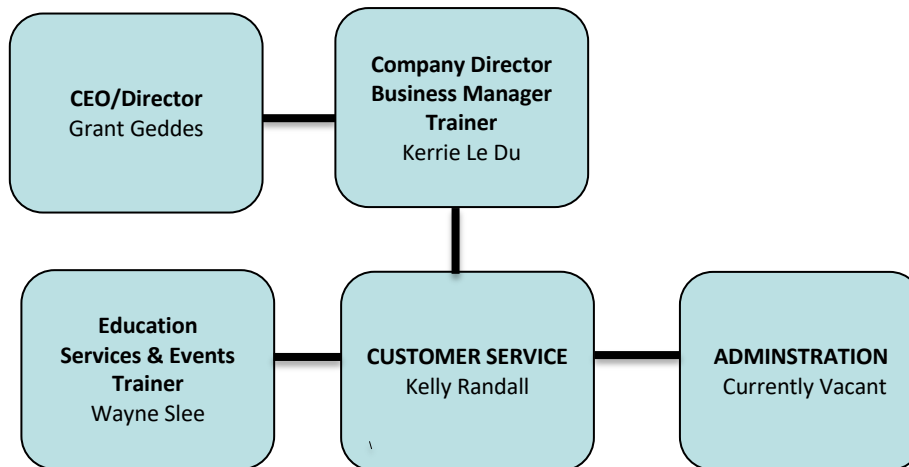 CEO/Director
Grant Geddes
Company Director
Business Manager
Trainer
Kerrie Le Du
Education
Services & Events
Trainer
Wayne Slee
CUSTOMER SERVICE
Kelly Randall
\
ADMINSTRATION
Currently Vacant